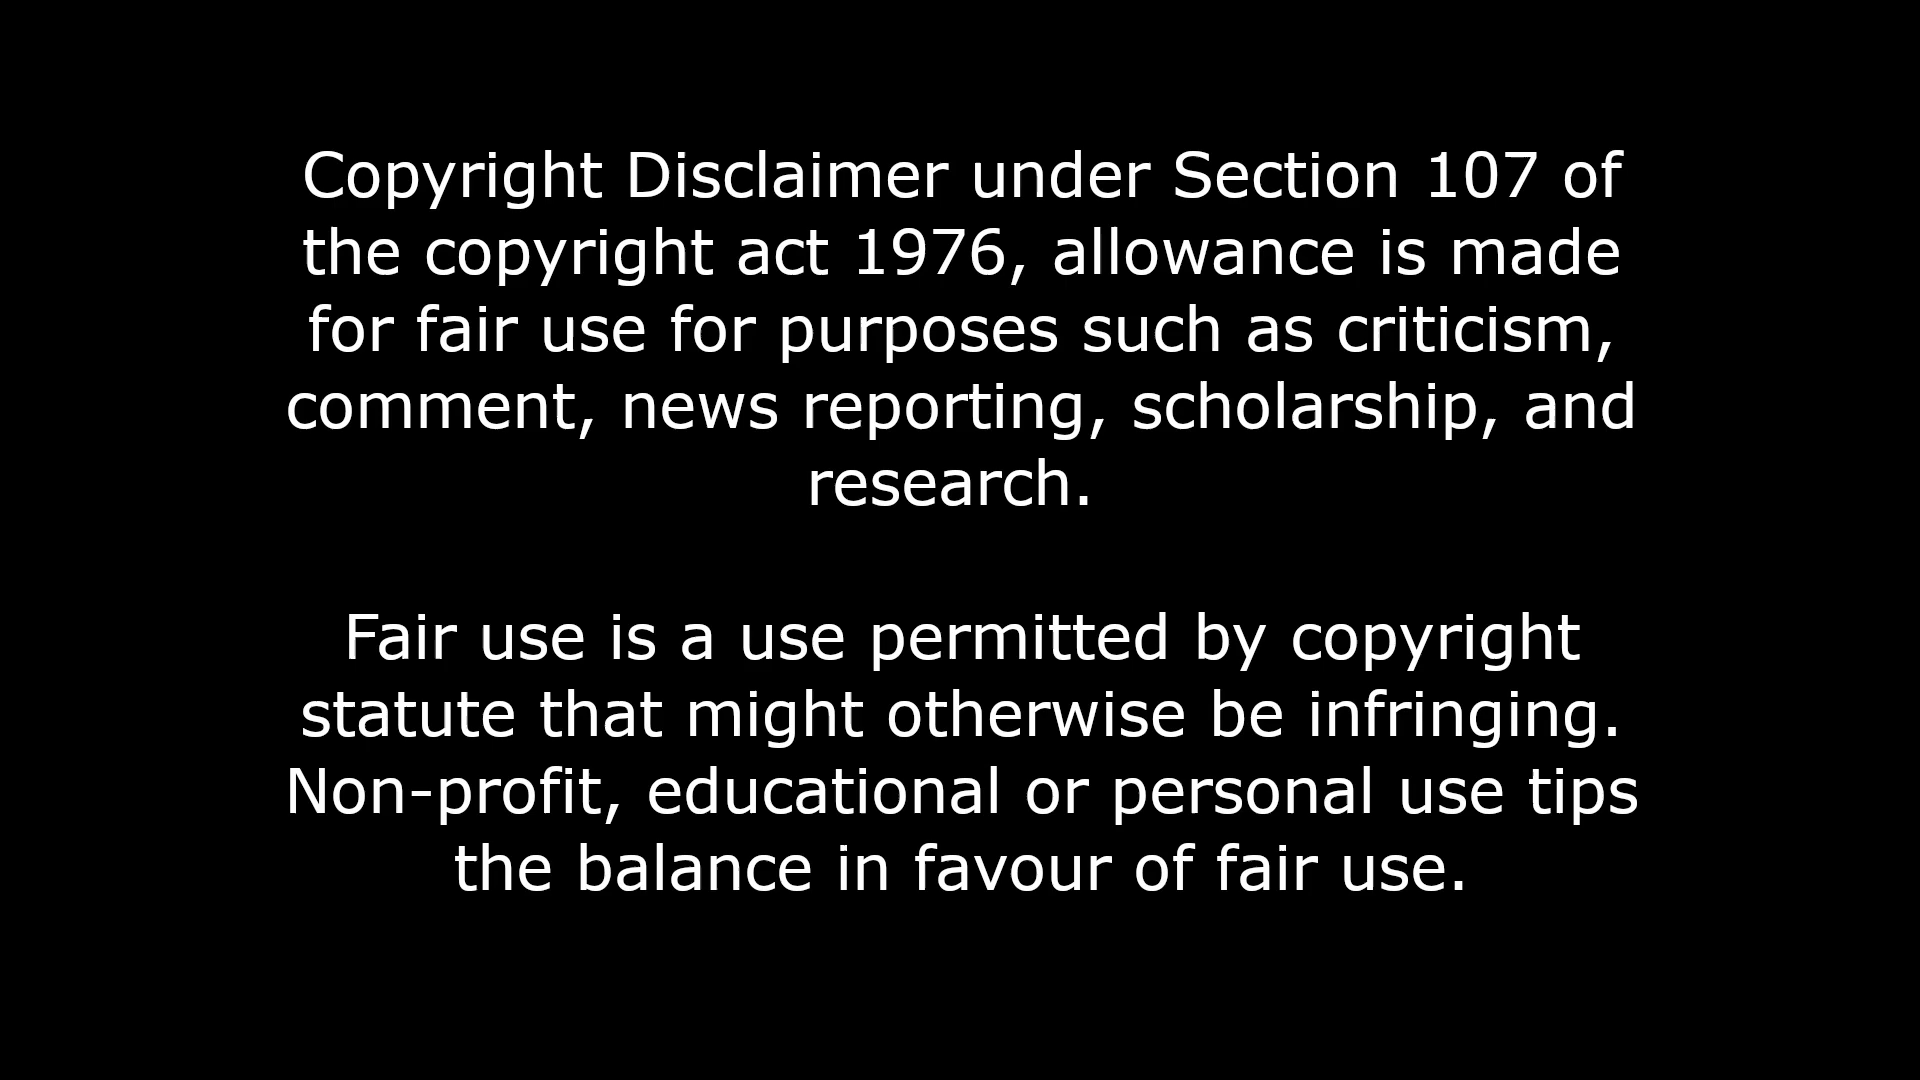 Copyright Disclaimer under Section 107 of
the copyright act 1976, allowance is made
for fair use for purposes such as criticism,
comment, news reporting, scholarship, and
research.
Fair use is a use permitted by copyright
statute that might otherwise be infringing.
Non-profit, educational or personal use tips
the balance in favour of fair use.